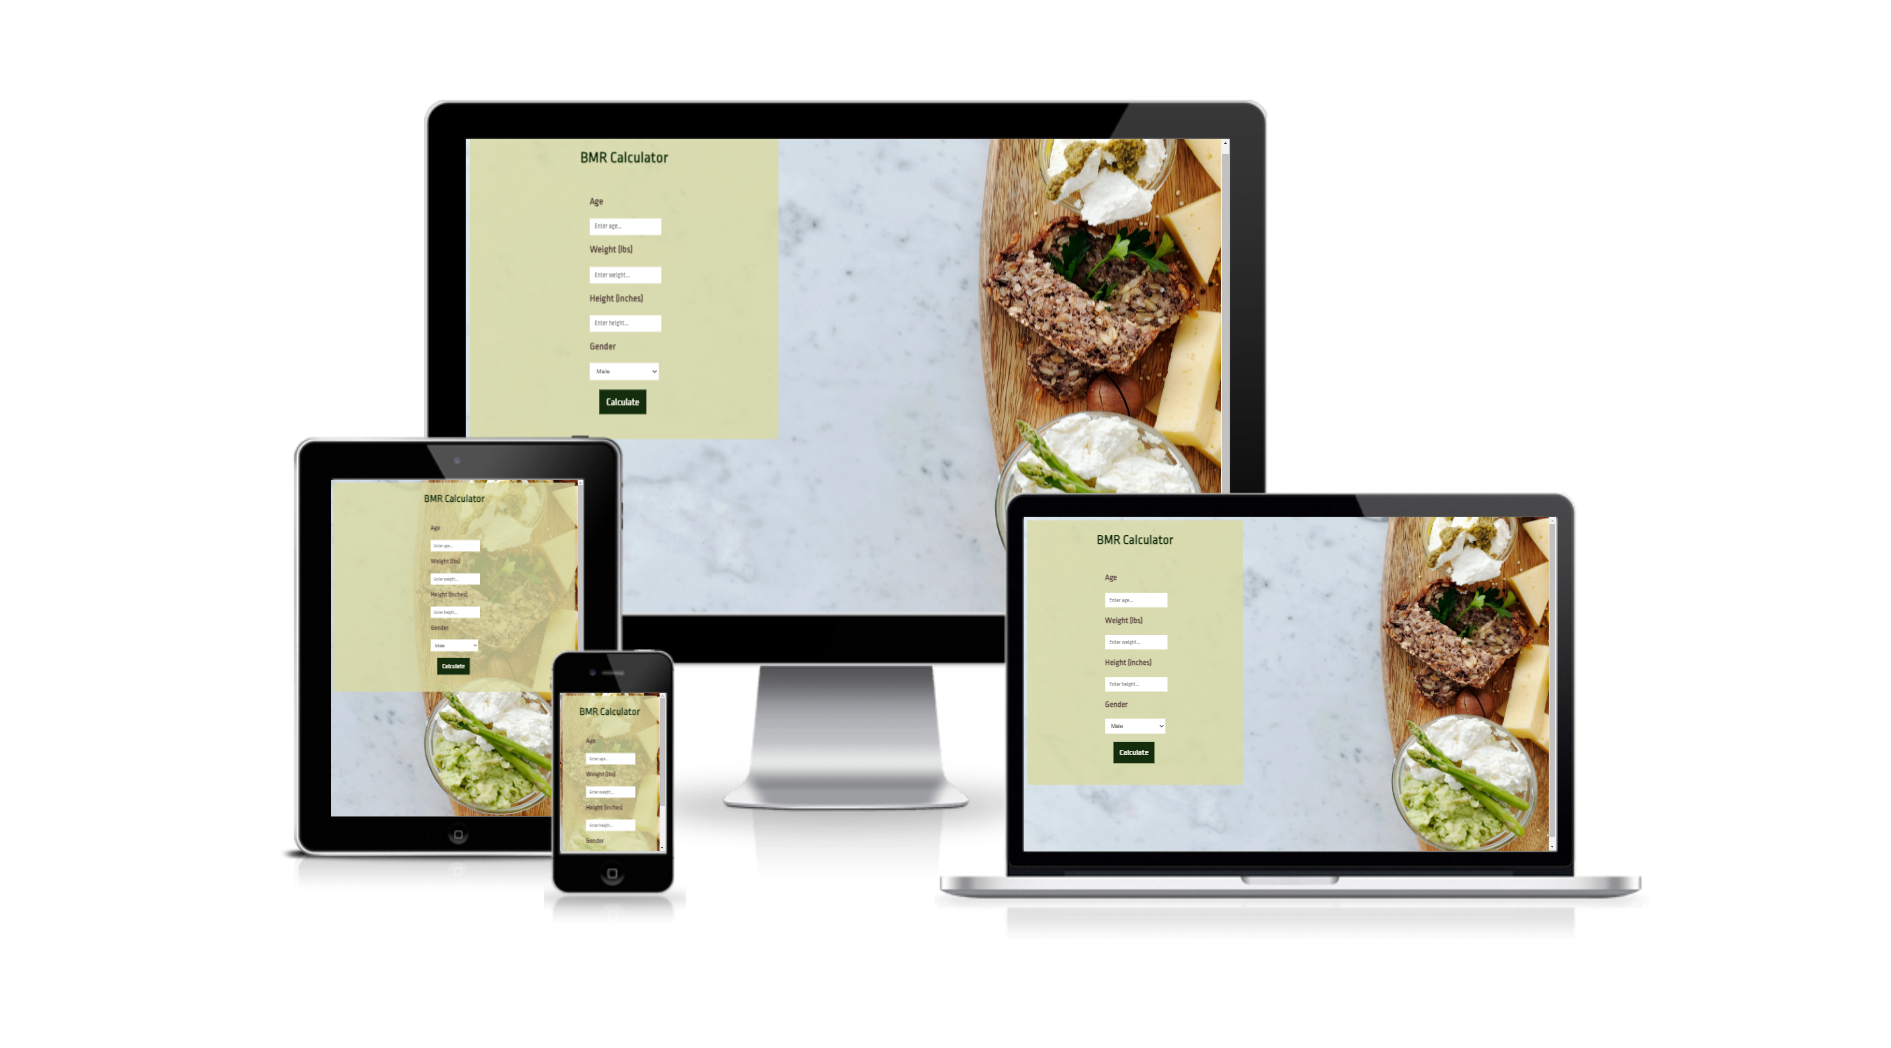 BMR Calculator
Age
Enter age...
Weight (lbs)
Enter weight...
Height (inches)
Enter height...
Gender
Male
Calculate
BMR Calculator
Age
Enter age...
Weight (lbs)
Enter weight...
Height (inches)
Enter height...
Gender
Male
Calculate
BMR Calculator
Age
Enter age...
Weight (lbs)
Enter weight...
Height (inches)
Enter height...
Gender
BMR Calculator
Age
Enter age...
Weight (lbs)
Enter weight...
Height (inches)
Enter height...
Gender
Male
Calculate